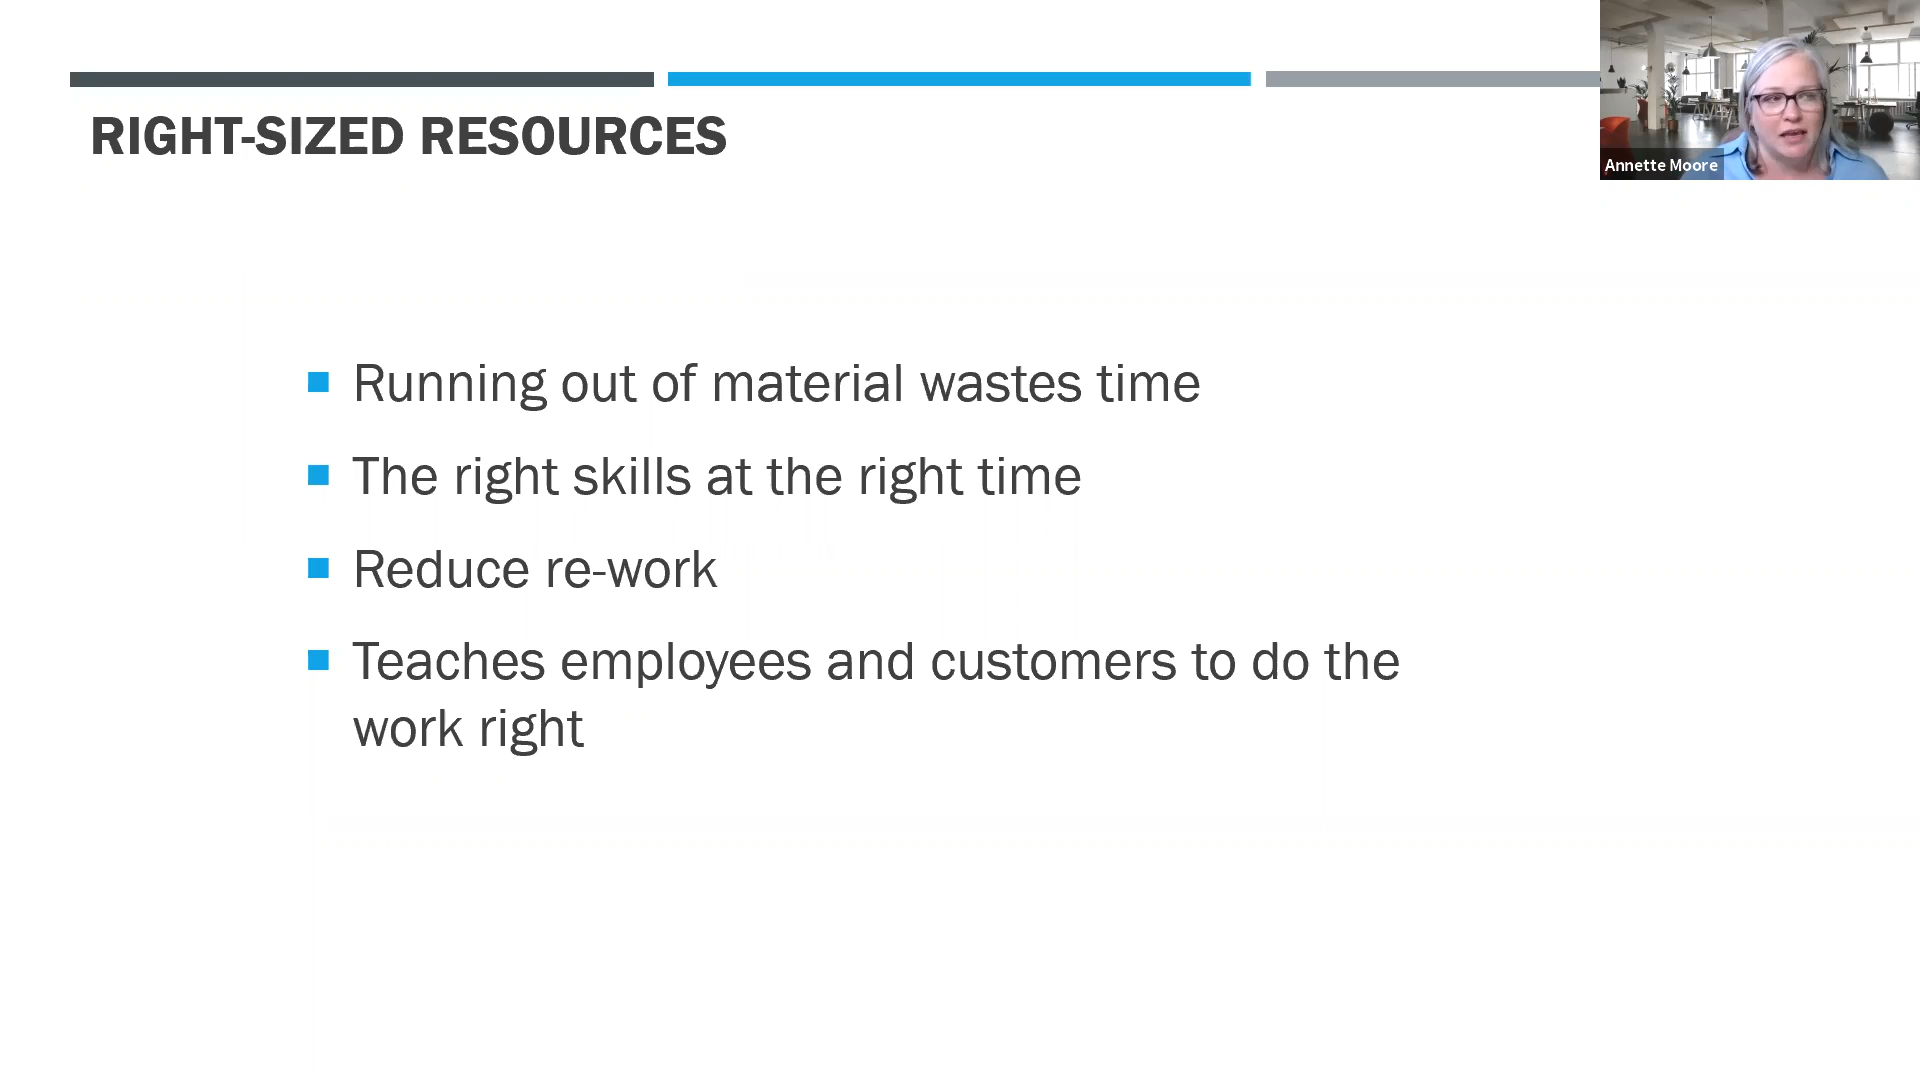 RIGHT-SIZED RESOURCES
Annette Moore
Running out of material wastes time
The right skills at the right time
Reduce re-work
Teaches employees and customers to do the
work right